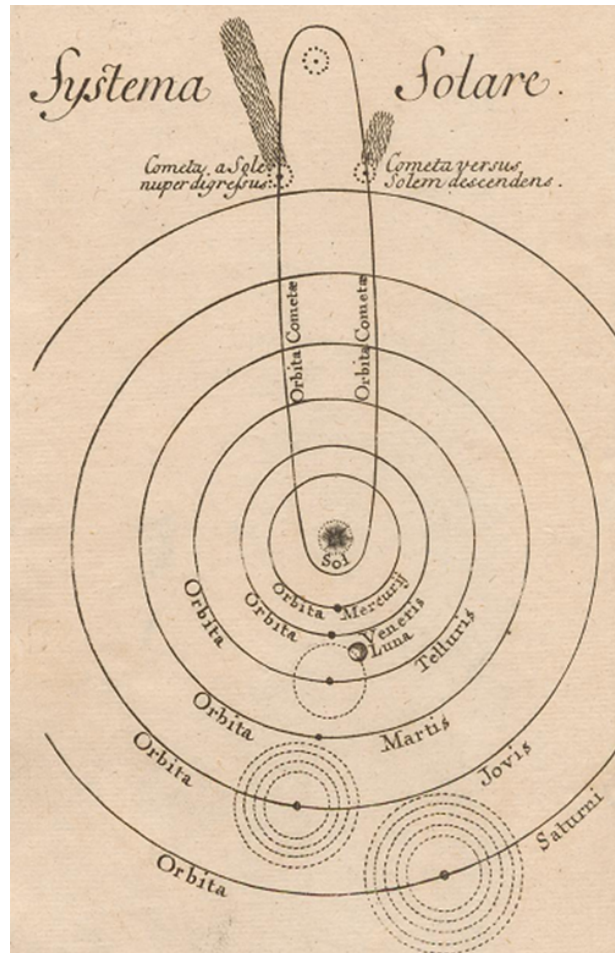 Systema Solare.
Cometa a Sole
nuper digressus.
Cometa versus
Solem descendens.
Orbita Cometæ
Orbita Cometæ
Sol
Orbita Mercurij
Orbita Veneris
Luna
Orbita Telluris
Orbita Martis
Orbita Jovis
Orbita Saturni